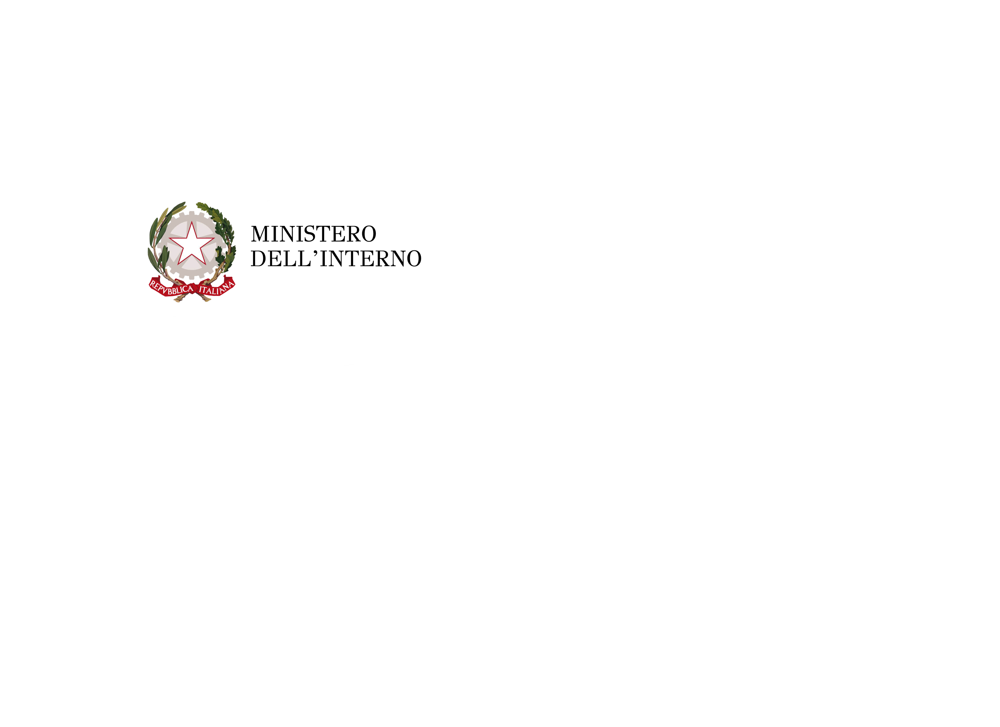 MINISTERO
DELL’INTERNO
REPVBBLICA ITALIANA